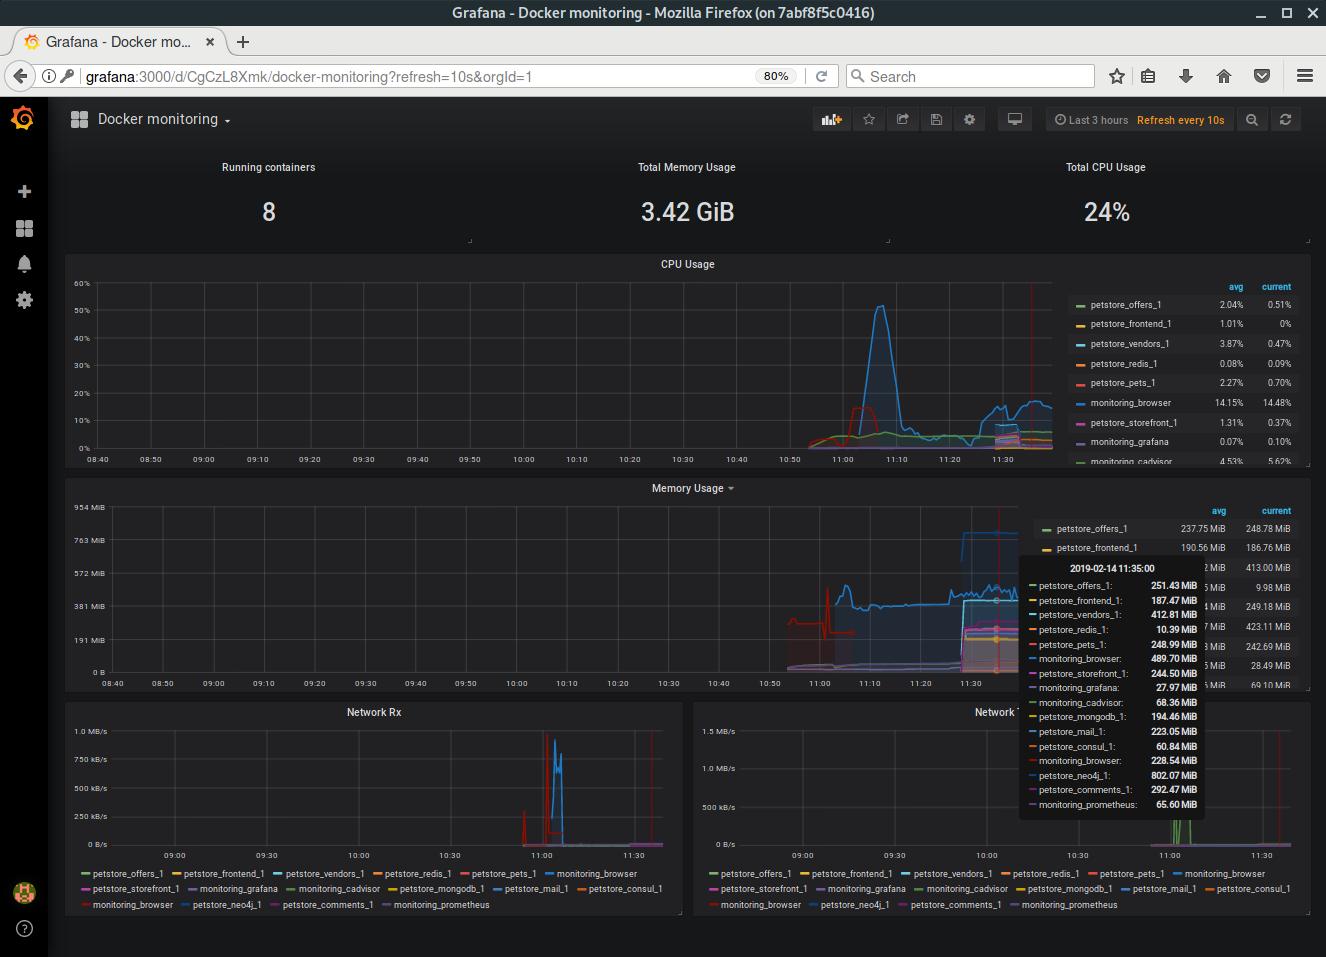 Grafana - Docker monitoring - Mozilla Firefox (on 7abf8f5c0416)
Grafana - Docker mo...
grafana:3000/d/CgCzL8Xmk/docker-monitoring?refresh=10s&orgId=1
80%
Search
Docker monitoring
Last 3 hours Refresh every 10s
Running containers
8
Total Memory Usage
3.42 GiB
Total CPU Usage
24%
CPU Usage
60%
50%
40%
30%
20%
10%
0%
08:40 08:50 09:00 09:10 09:20 09:30 09:40 09:50 10:00 10:10 10:20 10:30 10:40 10:50 11:00 11:10 11:20 11:30
avg current
petstore_offers_1 2.04% 0.51%
petstore_frontend_1 1.01% 0%
petstore_vendors_1 3.87% 0.47%
petstore_redis_1 0.08% 0.09%
petstore_pets_1 2.27% 0.70%
monitoring_browser 14.15% 14.48%
petstore_storefront_1 1.31% 0.37%
monitoring_grafana 0.07% 0.10%
monitoring_cadvisor 4.53% 5.62%
Memory Usage
954 MiB
763 MiB
572 MiB
381 MiB
191 MiB
0 B
08:40 08:50 09:00 09:10 09:20 09:30 09:40 09:50 10:00 10:10 10:20 10:30 10:40 10:50 11:00 11:10 11:20 11:30
avg current
petstore_offers_1 237.75 MiB 248.78 MiB
petstore_frontend_1 190.56 MiB 186.76 MiB
MiB 413.00 MiB
MiB 9.98 MiB
MiB 249.18 MiB
MiB 423.11 MiB
MiB 242.69 MiB
MiB 28.49 MiB
MiB 69.10 MiB
2019-02-14 11:35:00
petstore_offers_1: 251.43 MiB
petstore_frontend_1: 187.47 MiB
petstore_vendors_1: 412.81 MiB
petstore_redis_1: 10.39 MiB
petstore_pets_1: 248.99 MiB
monitoring_browser: 489.70 MiB
petstore_storefront_1: 244.50 MiB
monitoring_grafana: 27.97 MiB
monitoring_cadvisor: 68.36 MiB
petstore_mongodb_1: 194.46 MiB
petstore_mail_1: 223.05 MiB
petstore_consul_1: 60.84 MiB
monitoring_browser: 228.54 MiB
petstore_neo4j_1: 802.07 MiB
petstore_comments_1: 292.47 MiB
monitoring_prometheus: 65.60 MiB
Network Rx
1.0 MB/s
750 kB/s
500 kB/s
250 kB/s
0 B/s
09:00 09:30 10:00 10:30 11:00 11:30
petstore_offers_1 petstore_frontend_1 petstore_vendors_1 petstore_redis_1 petstore_pets_1 monitoring_browser
petstore_storefront_1 monitoring_grafana monitoring_cadvisor petstore_mongodb_1 petstore_mail_1 petstore_consul_1
monitoring_browser petstore_neo4j_1 petstore_comments_1 monitoring_prometheus
Network
1.5 MB/s
1.0 MB/s
500 kB/s
0 B/s
09:00 09:30 10:00 10:30 11:00 11:30
petstore_offers_1 petstore_frontend_1 petstore_vendors_1 petstore_redis_1 petstore_pets_1 monitoring_browser
petstore_storefront_1 monitoring_grafana monitoring_cadvisor petstore_mongodb_1 petstore_mail_1 petstore_consul_1
monitoring_browser petstore_neo4j_1 petstore_comments_1 monitoring_prometheus